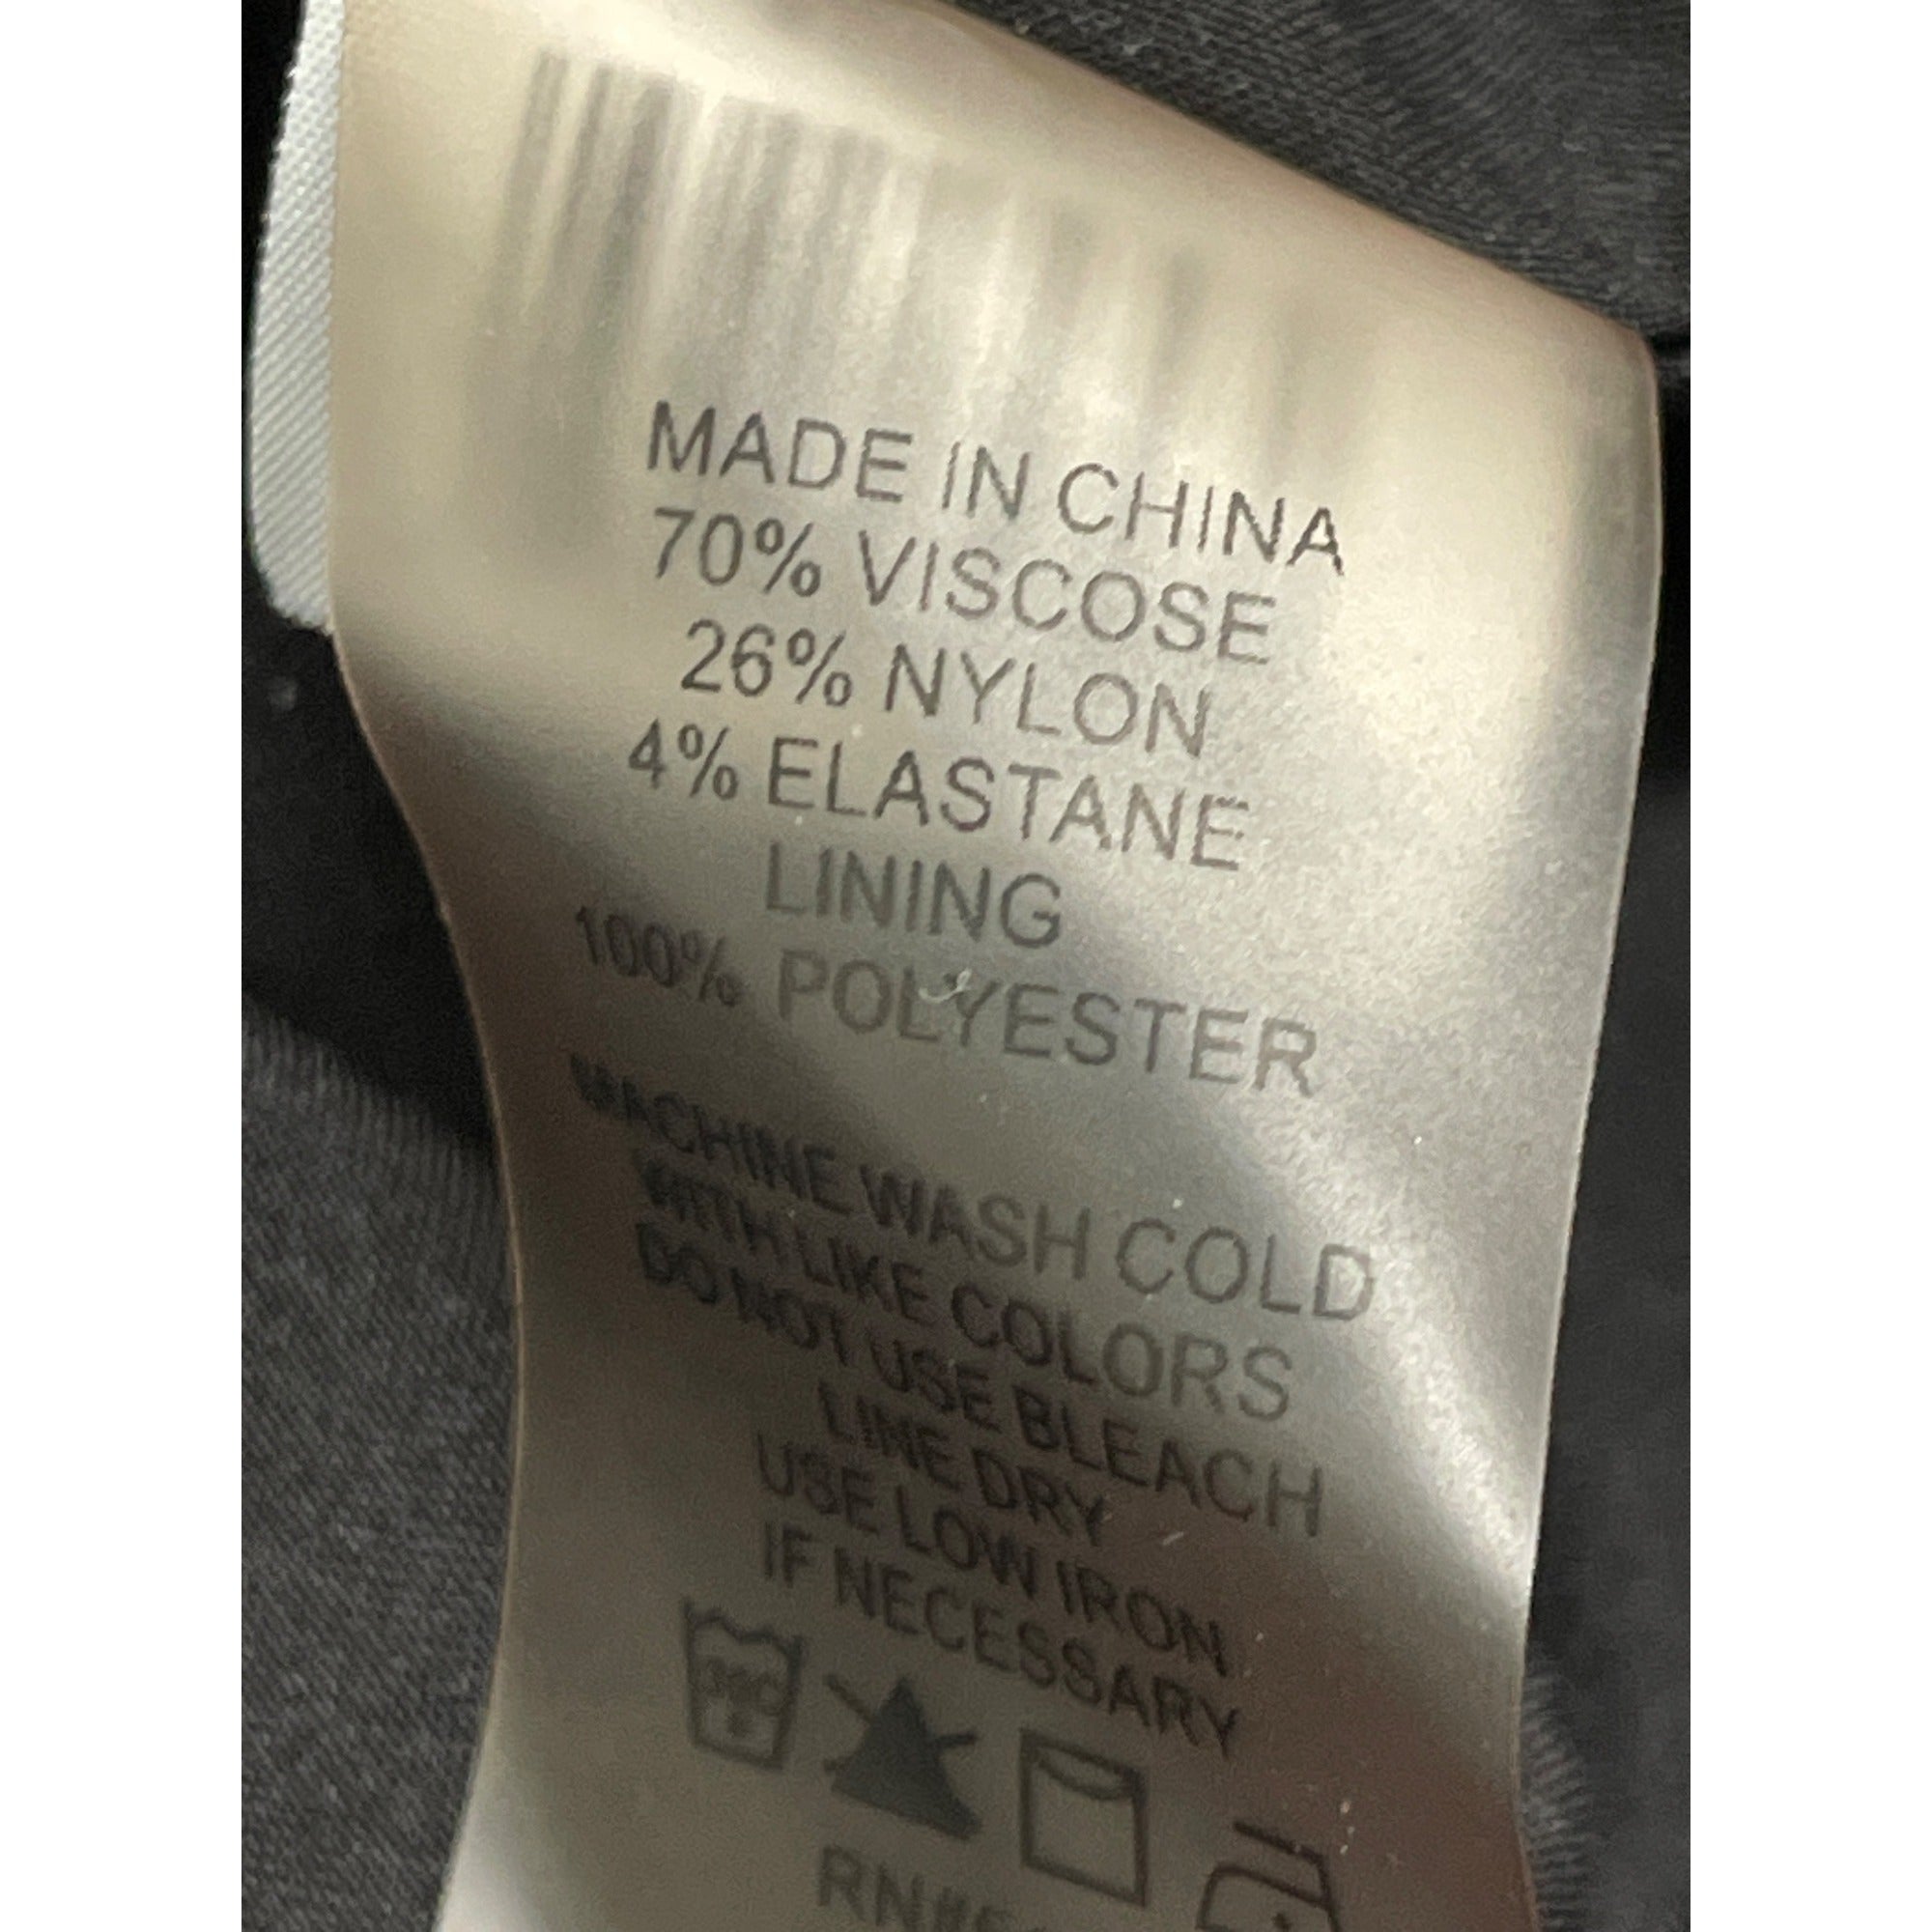 MADE IN CHINA
70% VISCOSE
26% NYLON
4% ELASTANE
LINING
100% POLYESTER
MACHINE WASH COLD
WITH LIKE COLORS
DO NOT USE BLEACH
LINE DRY
USE LOW IRON
IF NECESSARY